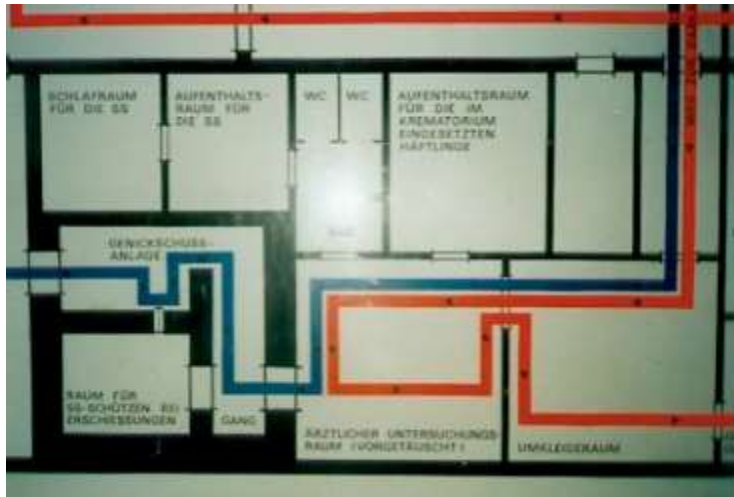 SCHLAFRAUM
FÜR DIE SS
AUFENTHALTS-
RAUM FÜR
DIE SS
WC
WC
AUFENTHALTSRAUM
FÜR DIE IM
KREMATORIUM
EINGESETZTEN
HÄFTLINGE
GENICKSCHUSS-
ANLAGE
RAUM FÜR
SS-SCHÜTZEN BEI
ERSCHIESSUNGEN
GANG
ÄRZTLICHER UNTERSUCHUNGS
RAUM (VORGETÄUSCHT)
UMKLEIDERAUM